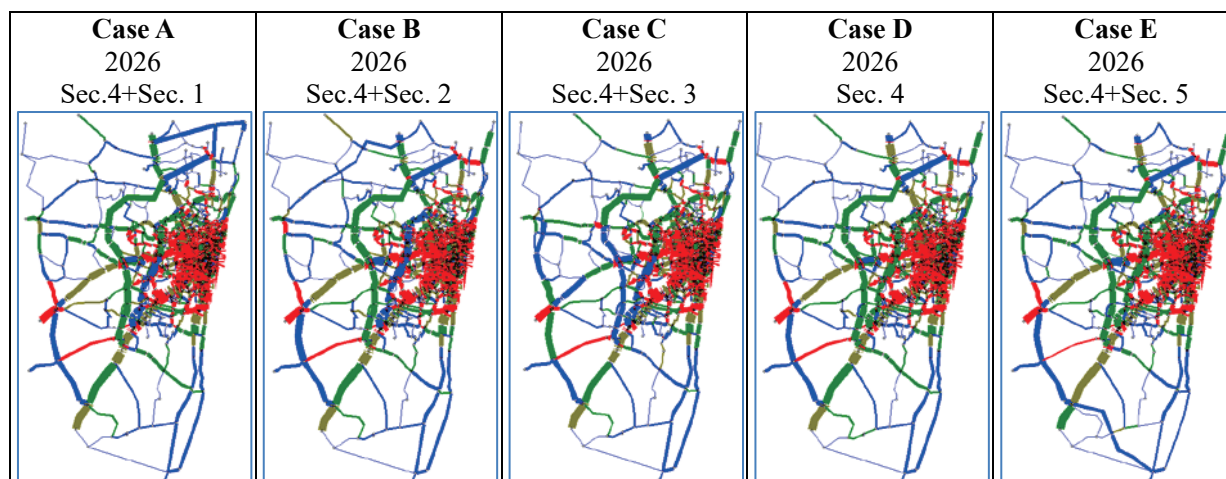 Case A
2026
Sec.4+Sec. 1
Case B
2026
Sec.4+Sec. 2
Case C
2026
Sec.4+Sec. 3
Case D
2026
Sec. 4
Case E
2026
Sec.4+Sec. 5